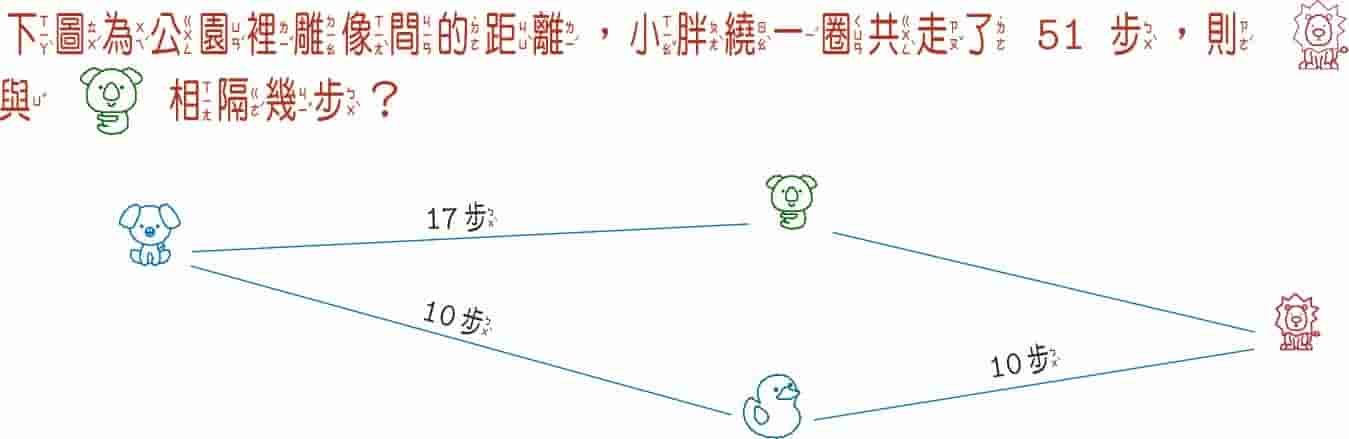 下圖為公園裡雕像間的距離，小胖繞一圈共走了 51 步，則
與 相隔幾步？
17 步
10 步
10 步